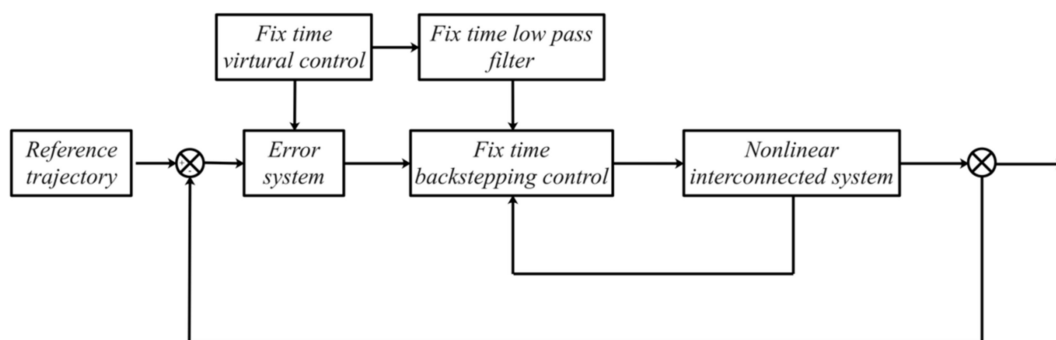 Fix time
virtural control
Fix time low pass
filter
Reference
trajectory
Error
system
Fix time
backstepping control
Nonlinear
interconnected system